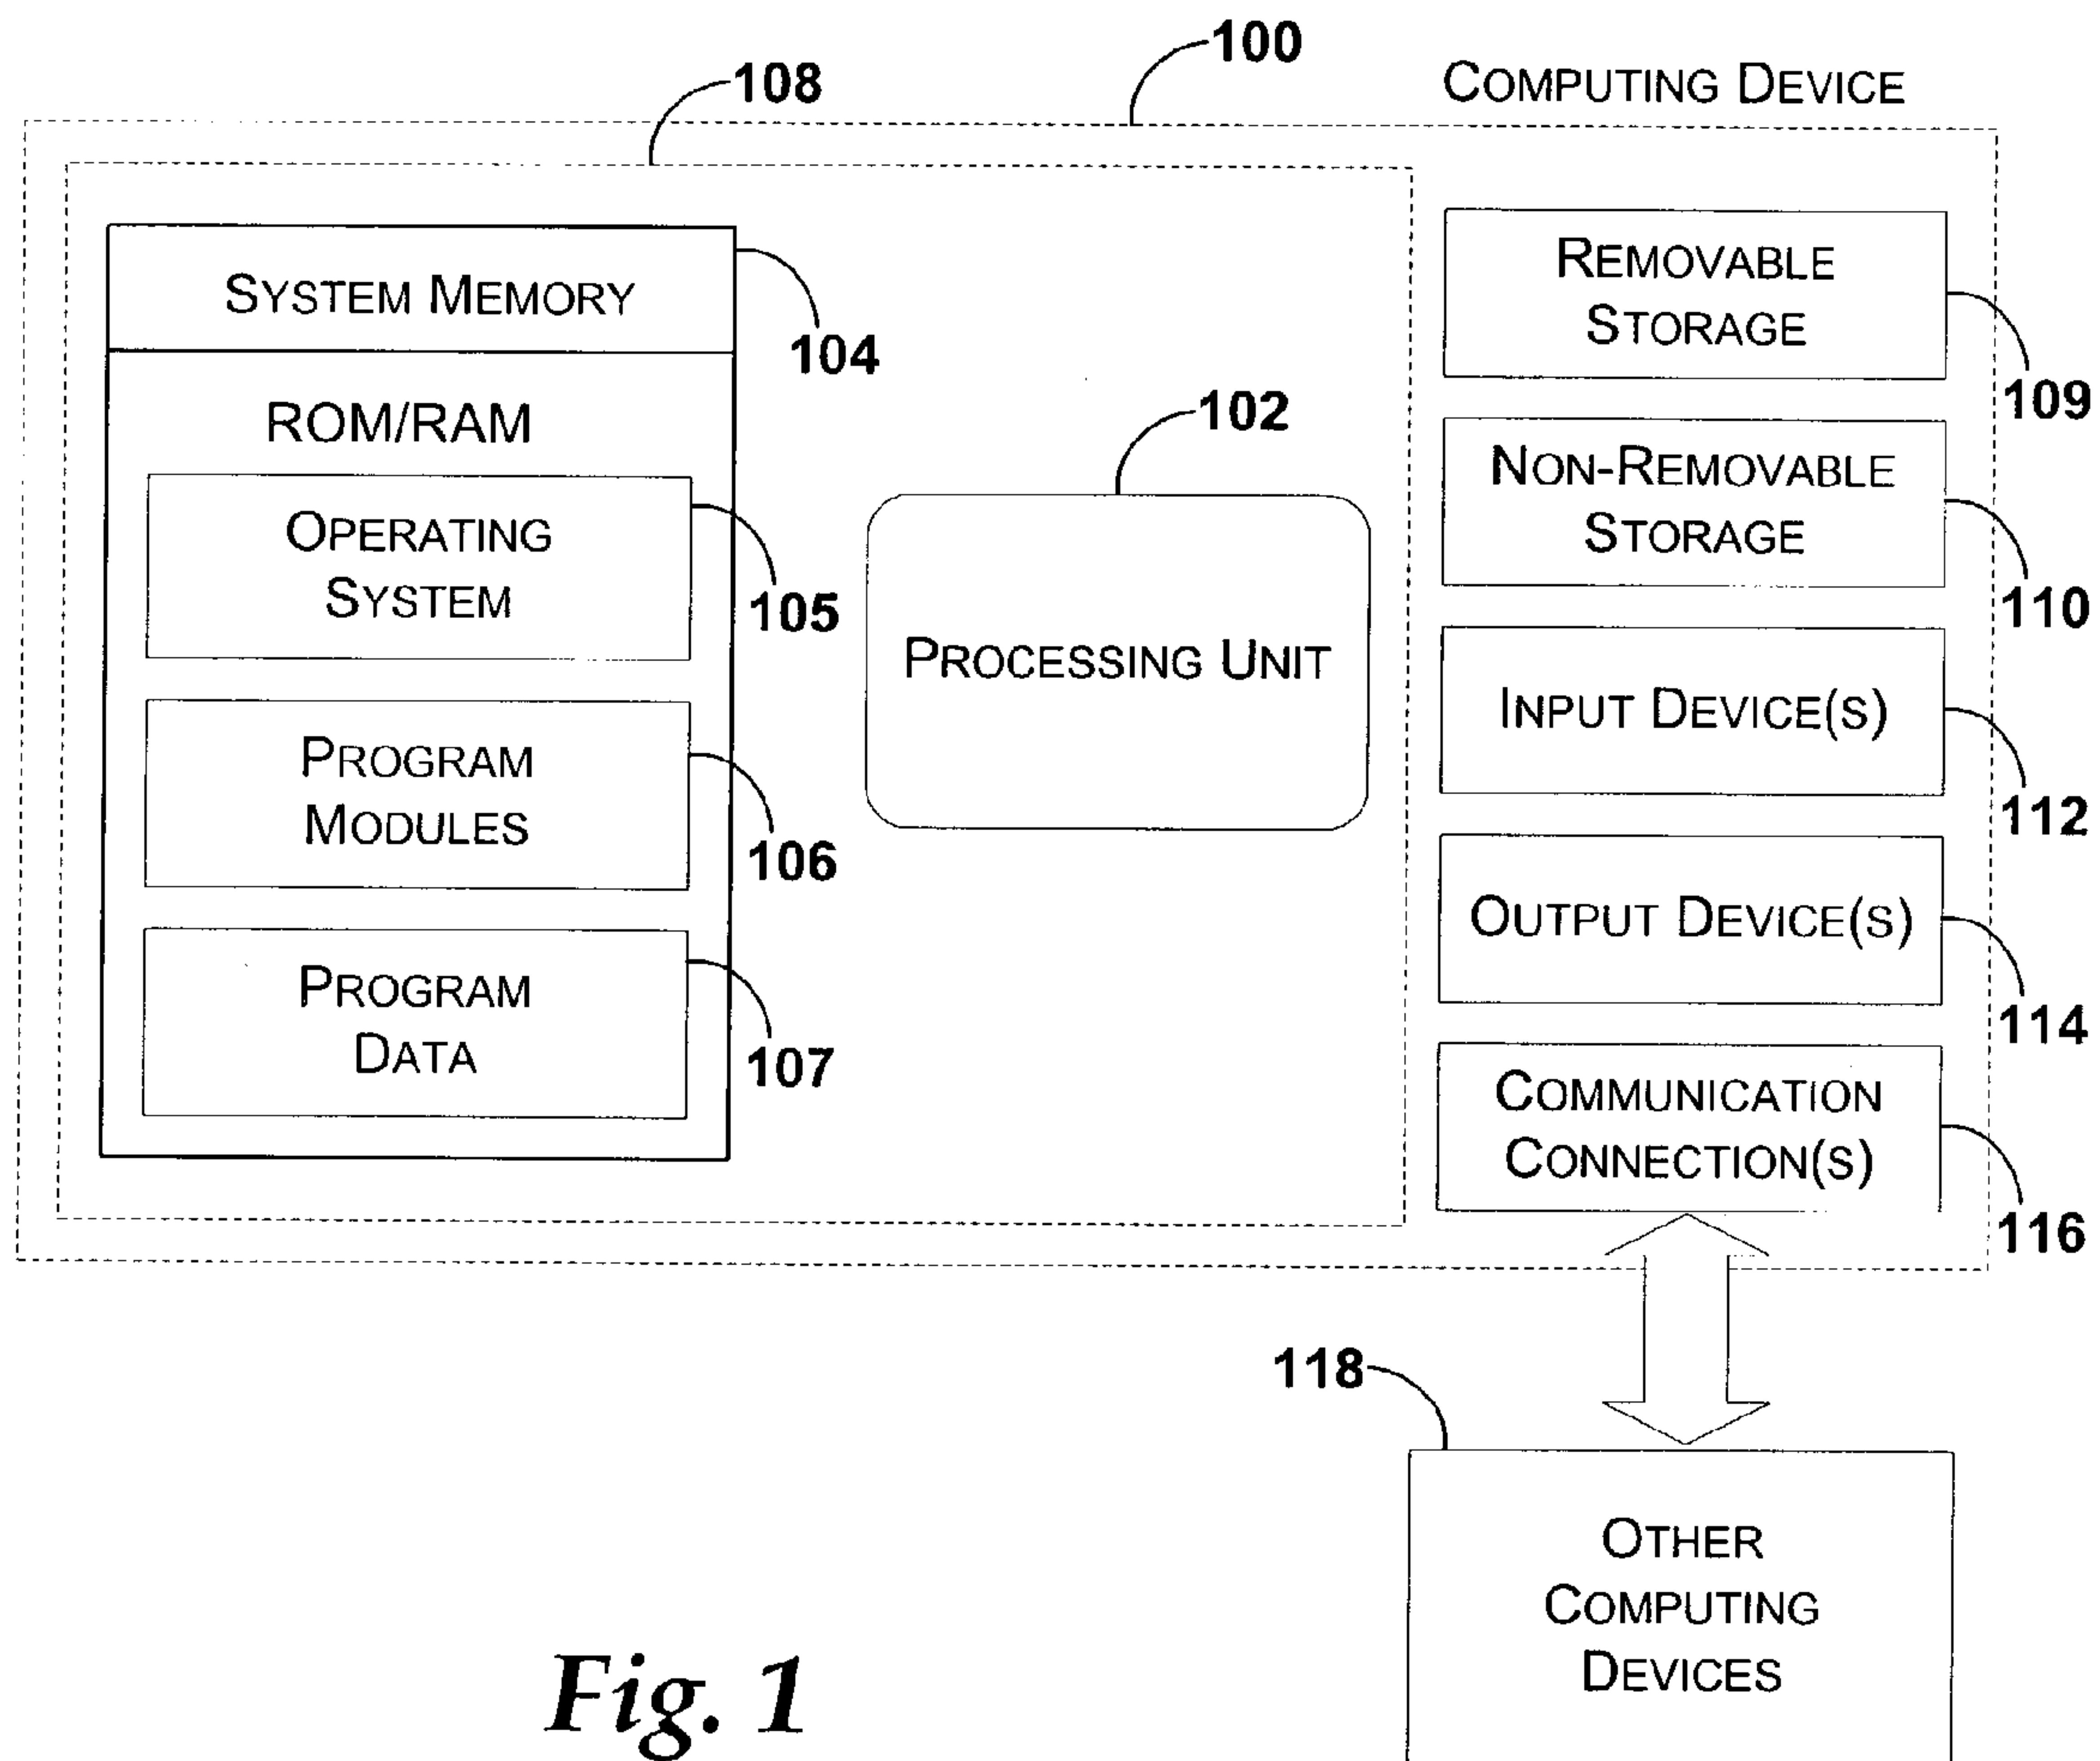 100
COMPUTING DEVICE
108
SYSTEM MEMORY
104
ROM/RAM
OPERATING
SYSTEM
105
PROGRAM
MODULES
106
PROGRAM
DATA
107
102
PROCESSING UNIT
REMOVABLE
STORAGE
109
NON-REMOVABLE
STORAGE
110
INPUT DEVICE(S)
112
OUTPUT DEVICE(S)
114
COMMUNICATION
CONNECTION(S)
116
118
OTHER
COMPUTING
DEVICES
Fig. 1